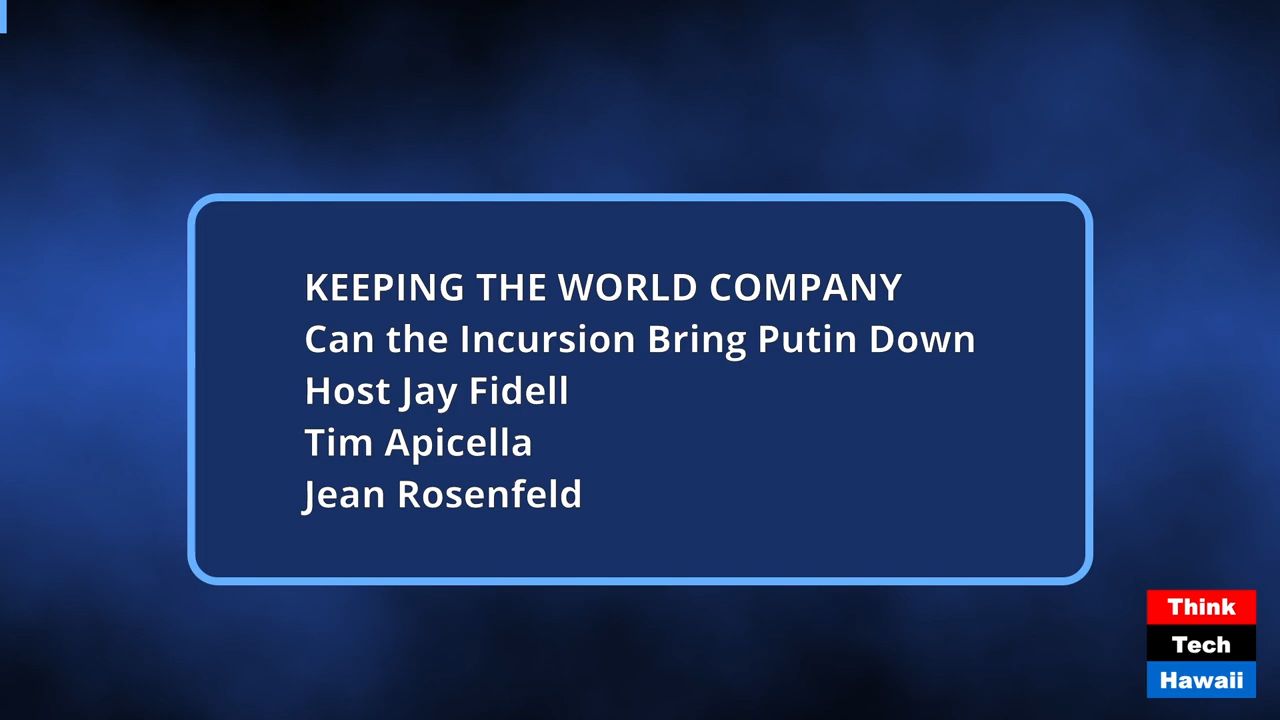 KEEPING THE WORLD COMPANY
Can the Incursion Bring Putin Down
Host Jay Fidell
Tim Apicella
Jean Rosenfeld
Think
Tech
Hawaii